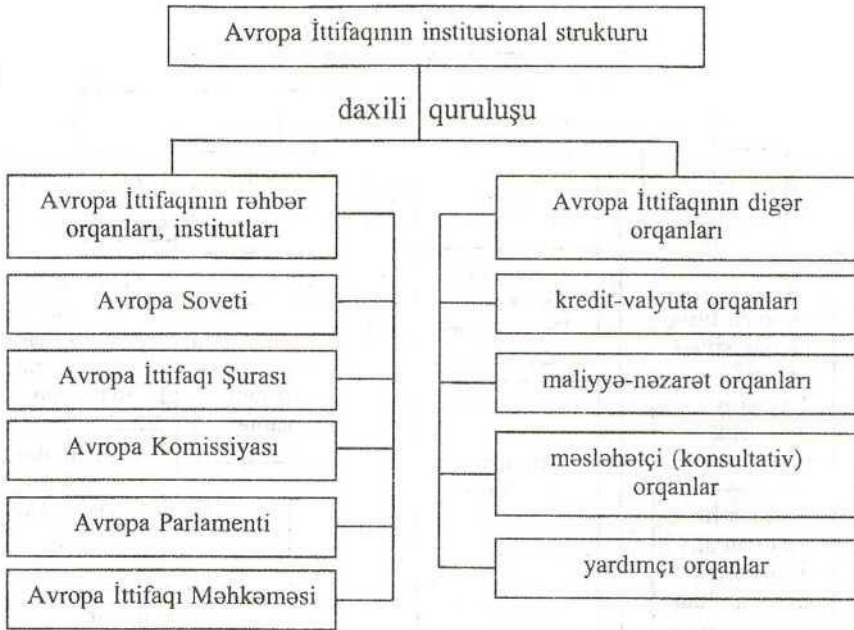 Avropa İttifaqının institusional strukturu
daxili quruluşu
Avropa İttifaqının rəhbər
orqanları, institutları
Avropa Soveti
Avropa İttifaqı Şurası
Avropa Komissiyası
Avropa Parlamenti
Avropa İttifaqı Məhkəməsi
Avropa İttifaqının digər
orqanları
kredit-valyuta orqanları
maliyyə-nəzarət orqanları
məsləhətçi (konsultativ)
orqanlar
yardımçı orqanlar